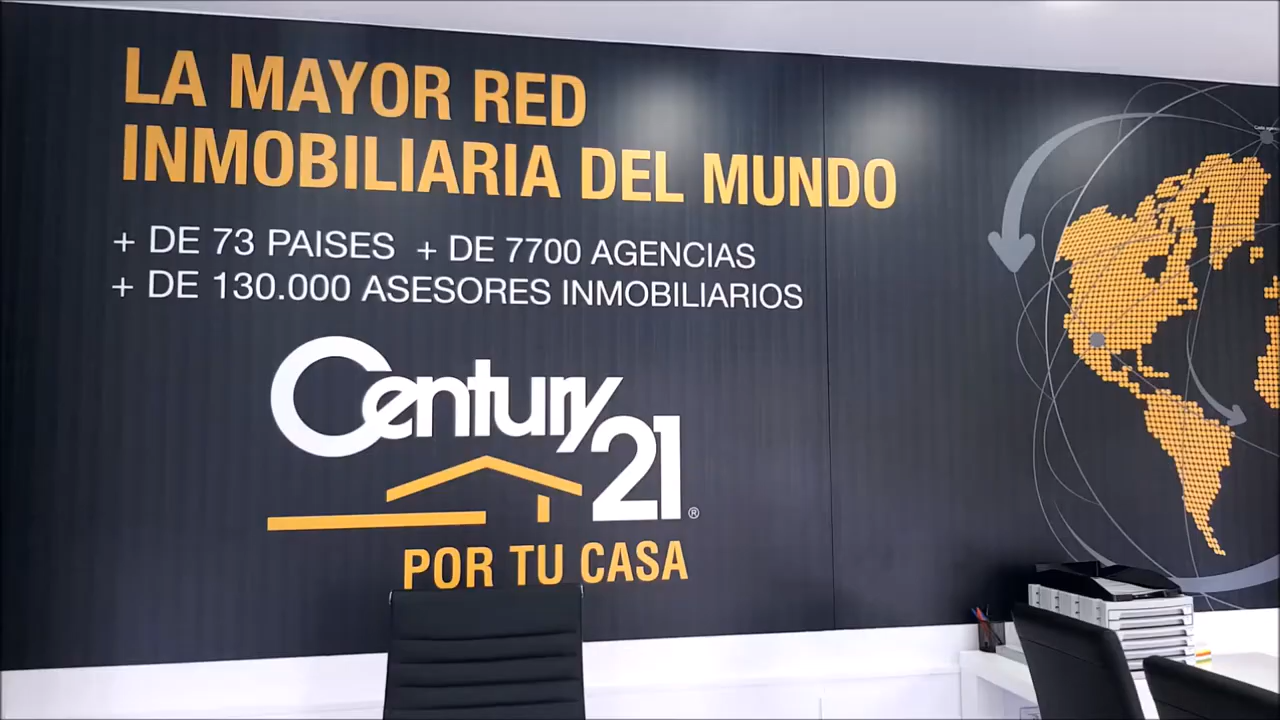 LA MAYOR RED
INMOBILIARIA DEL MUNDO
+ DE 73 PAISES + DE 7700 AGENCIAS
+ DE 130.000 ASESORES INMOBILIARIOS
Century
21®
POR TU CASA